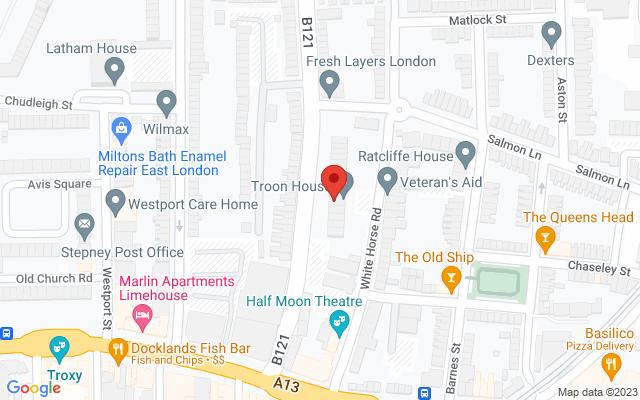 B121
Matlock St
Latham House
Dexters
Fresh Layers London
Aston St
Chudleigh St
Wilmax
Salmon Ln
Miltons Bath Enamel
Repair East London
Ratcliffe House
Salmon Ln
Avis Square
Troon House
Veteran's Aid
Westport Care Home
The Queens Head
White Horse Rd
Stepney Post Office
The Old Ship
Chaseley St
Old Church Rd
Marlin Apartments
Limehouse
Westport St
Half Moon Theatre
Basilico
Pizza Delivery
Docklands Fish Bar
Fish and Chips • $$
B121
Barnes St
Troxy
A13
Google
Map data ©2023